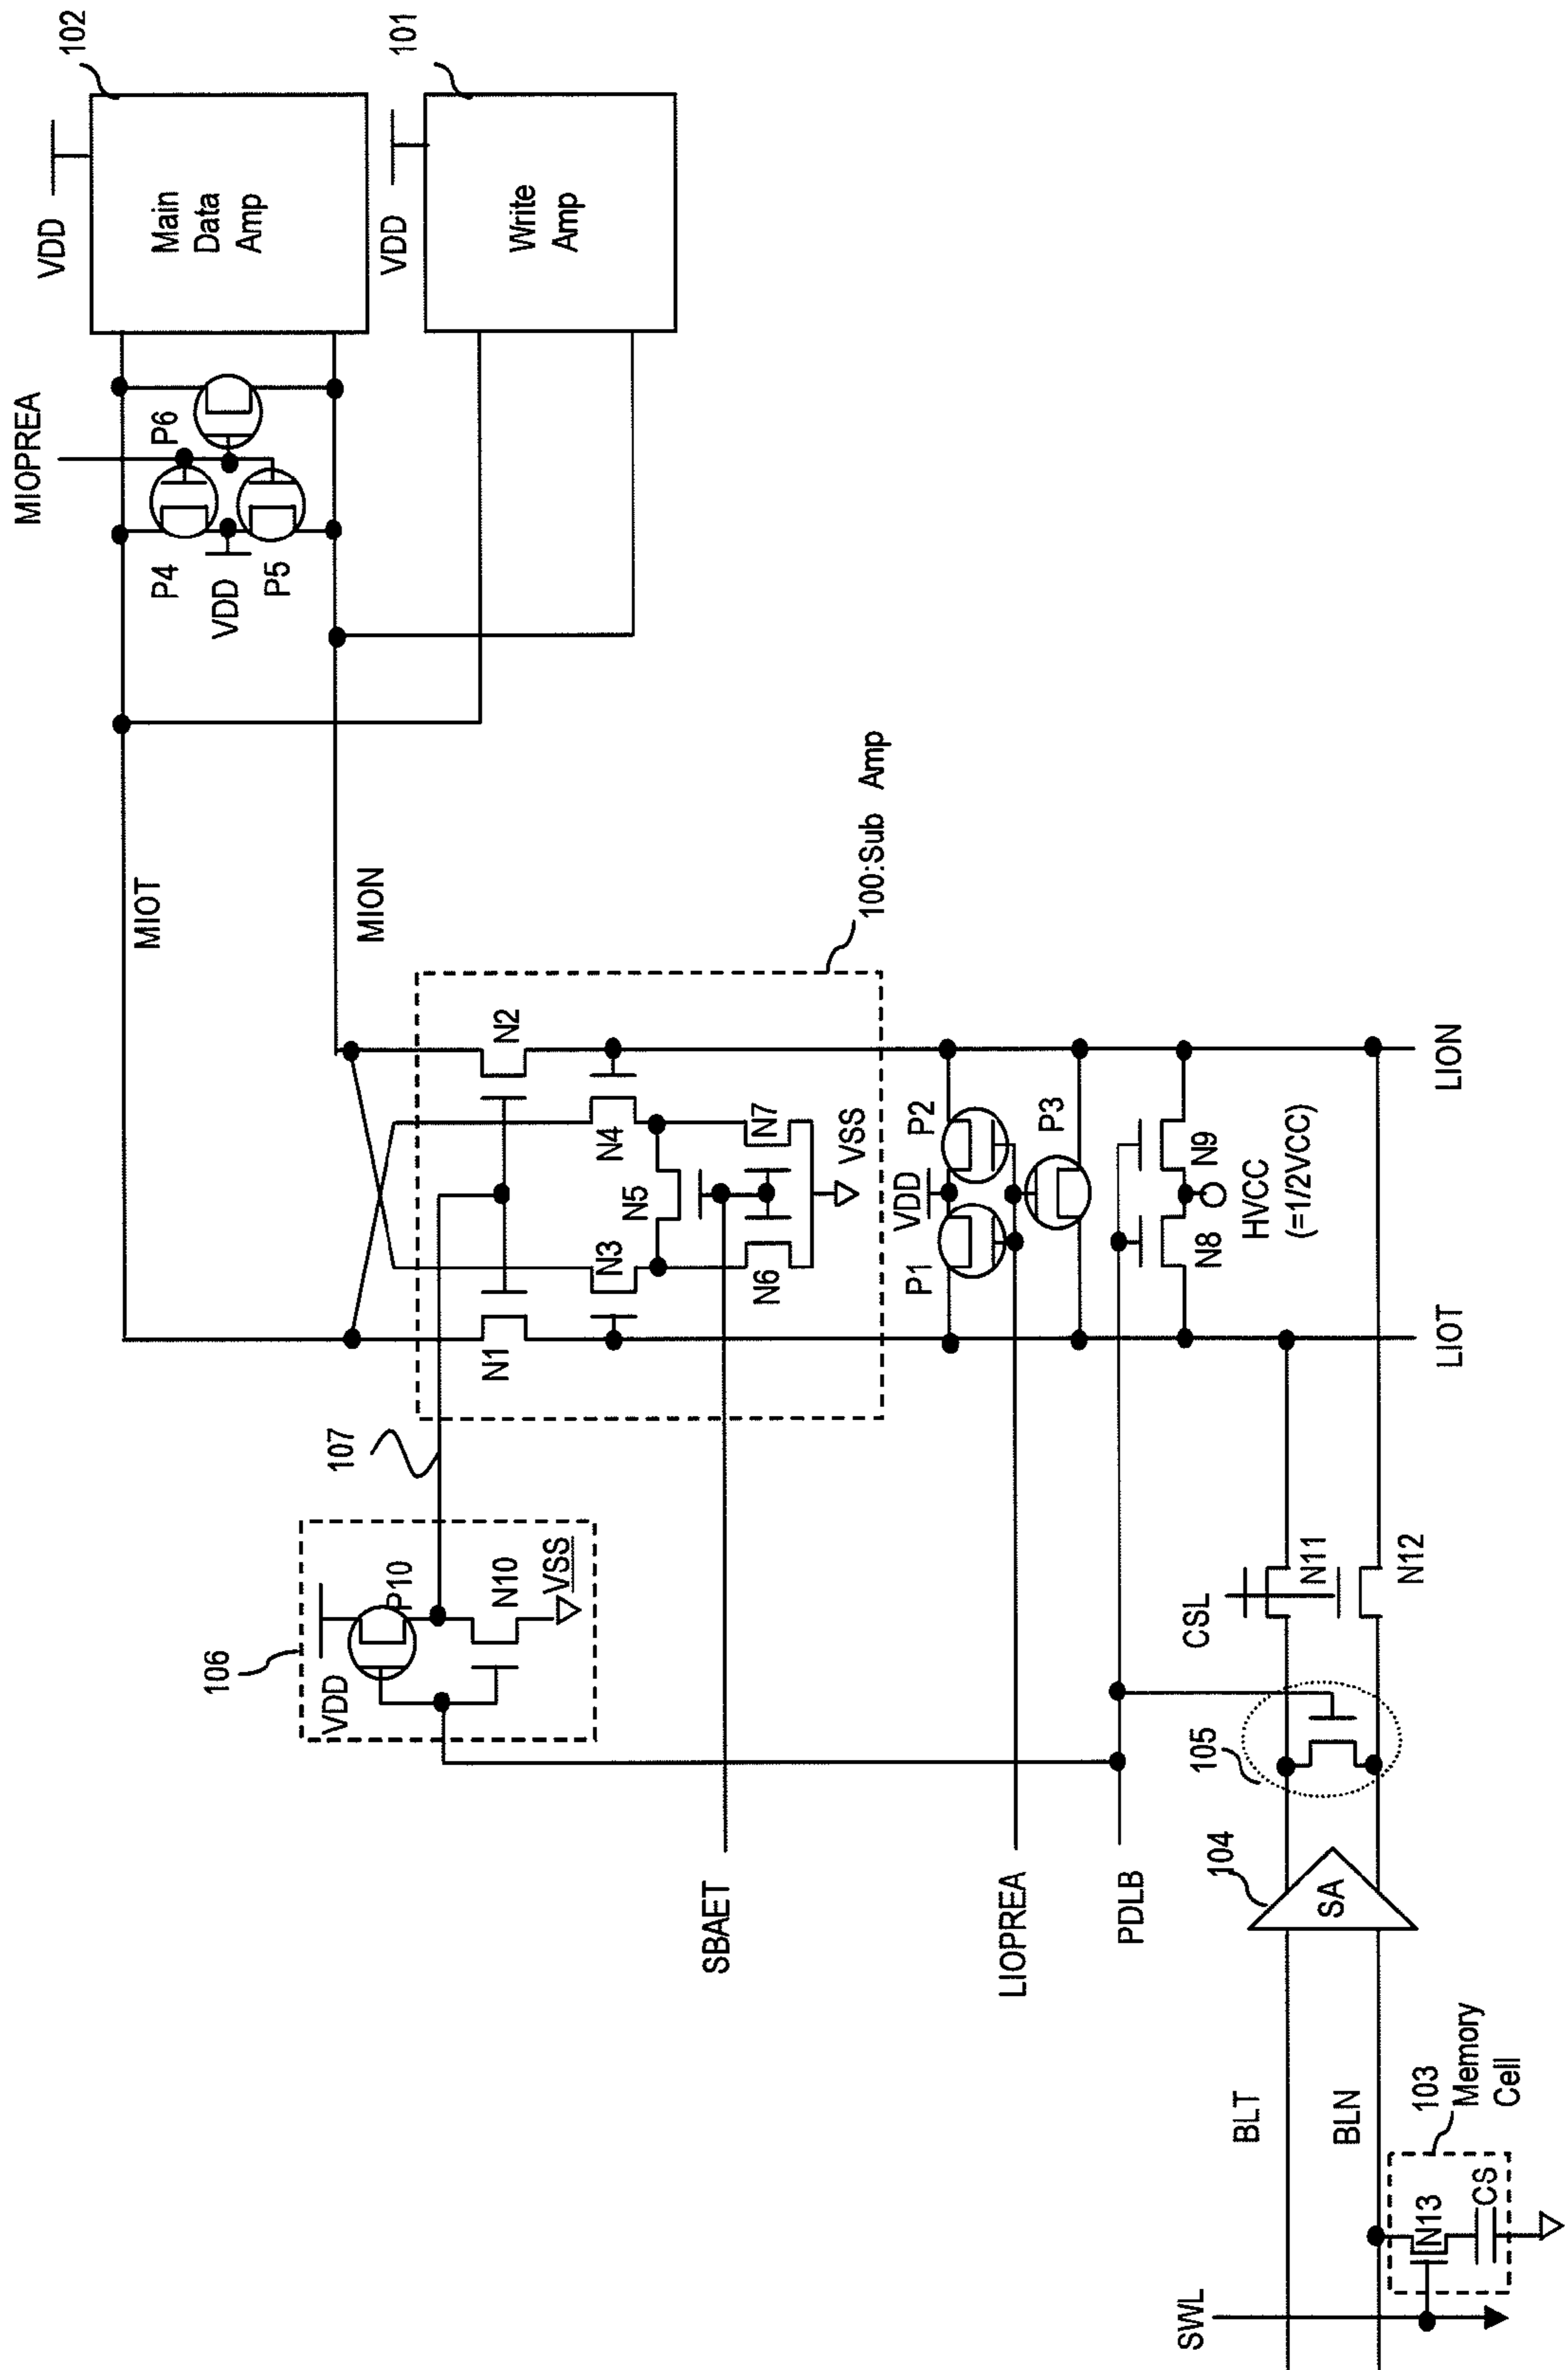 102
VDD
Main
Data
Amp
101
VDD
Write
Amp
MIOPREA
P6
P4
VDD
P5
MIOT
MION
100:Sub Amp
N2
N1
N4
N3
N5
N7
N6
VSS
107
106
VDD
P10
N10
VSS
P2
VDD
P1
P3
N9
N8
HVCC
(=1/2VCC)
LION
LIOT
SBAET
LIOPREA
PDLB
CSL
N11
N12
105
104
SA
BLT
BLN
103
Memory
Cell
N13
CS
SWL